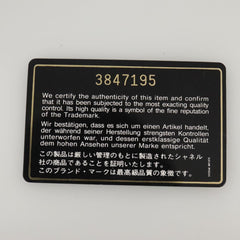 3847195
We certify the authenticity of this item and confirm
that it has been subjected to the most exacting quality
control. Its high quality is a symbol of the fine reputation
of the Trademark.
Wir bestätigen, dass es sich um einen Artikel handelt,
der während seiner Herstellung strengsten Kontrollen
unterworfen war, und dessen erstklassige Qualität
dem hohen Ansehen unserer Marke entspricht.
この製品は厳しい管理のもとに製造されたシャネル
社の商品であることを証明いたします。
このブランド・マークは最高級品質の象徴です。